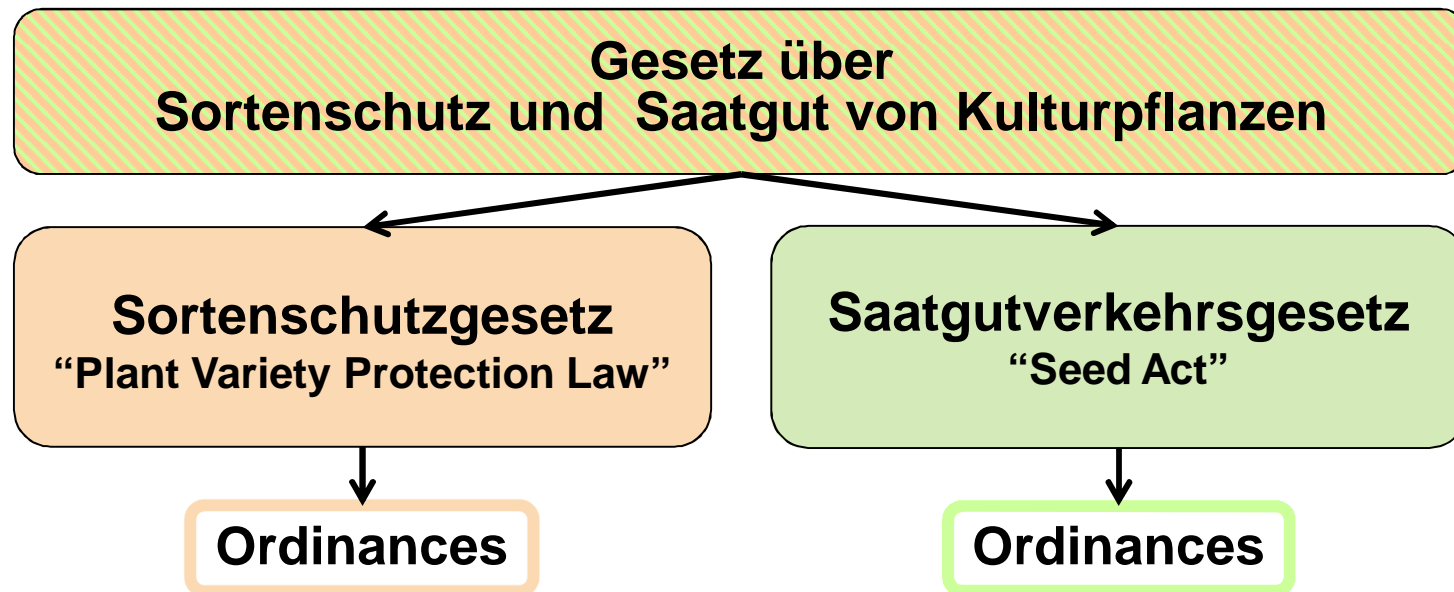 Gesetz über
Sortenschutz und Saatgut von Kulturpflanzen
Sortenschutzgesetz
“Plant Variety Protection Law”
Saatgutverkehrsgesetz
“Seed Act”
Ordinances
Ordinances